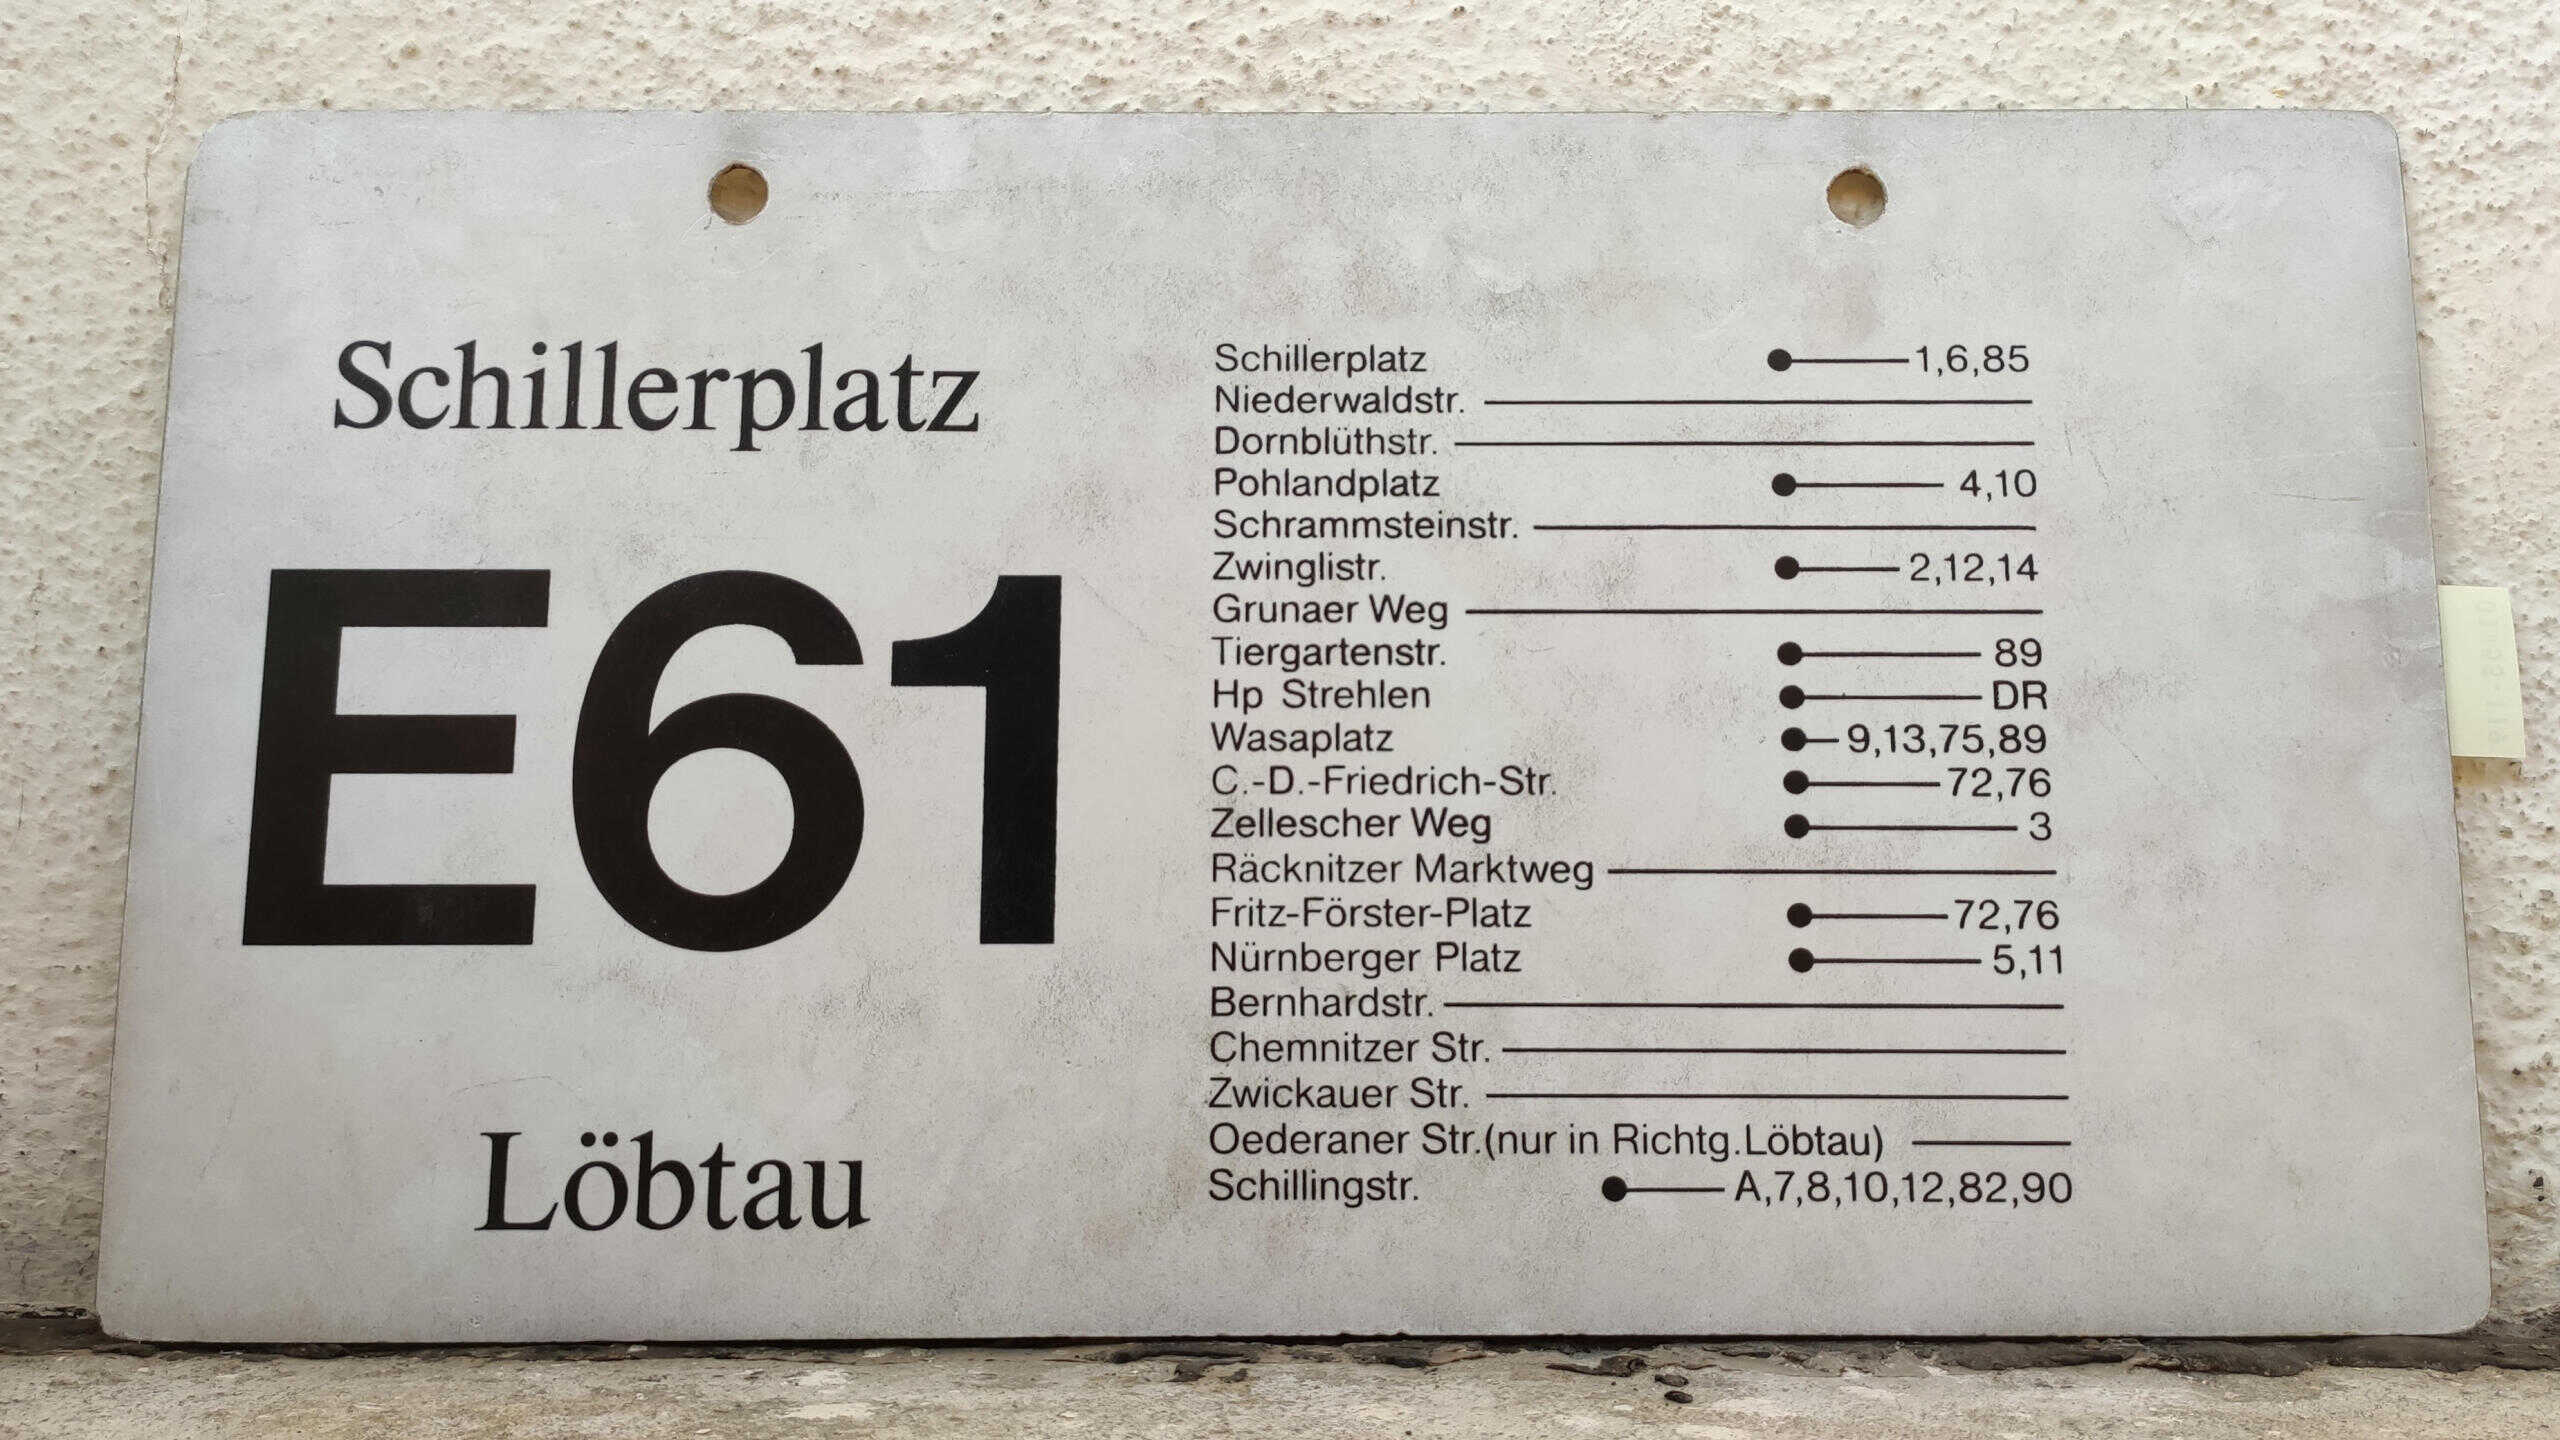 Schillerplatz
E61
Löbtau
Schillerplatz 1,6,85
Niederwaldstr.
Dornblüthstr.
Pohlandplatz 4,10
Schrammsteinstr.
Zwinglistr. 2,12,14
Grunaer Weg
Tiergartenstr. 89
Hp Strehlen DR
Wasaplatz 9,13,75,89
C.-D.-Friedrich-Str. 72,76
Zellescher Weg 3
Räcknitzer Marktweg
Fritz-Förster-Platz 72,76
Nürnberger Platz 5,11
Bernhardstr.
Chemnitzer Str.
Zwickauer Str.
Oederaner Str.(nur in Richtg.Löbtau)
Schillingstr. A,7,8,10,12,82,90